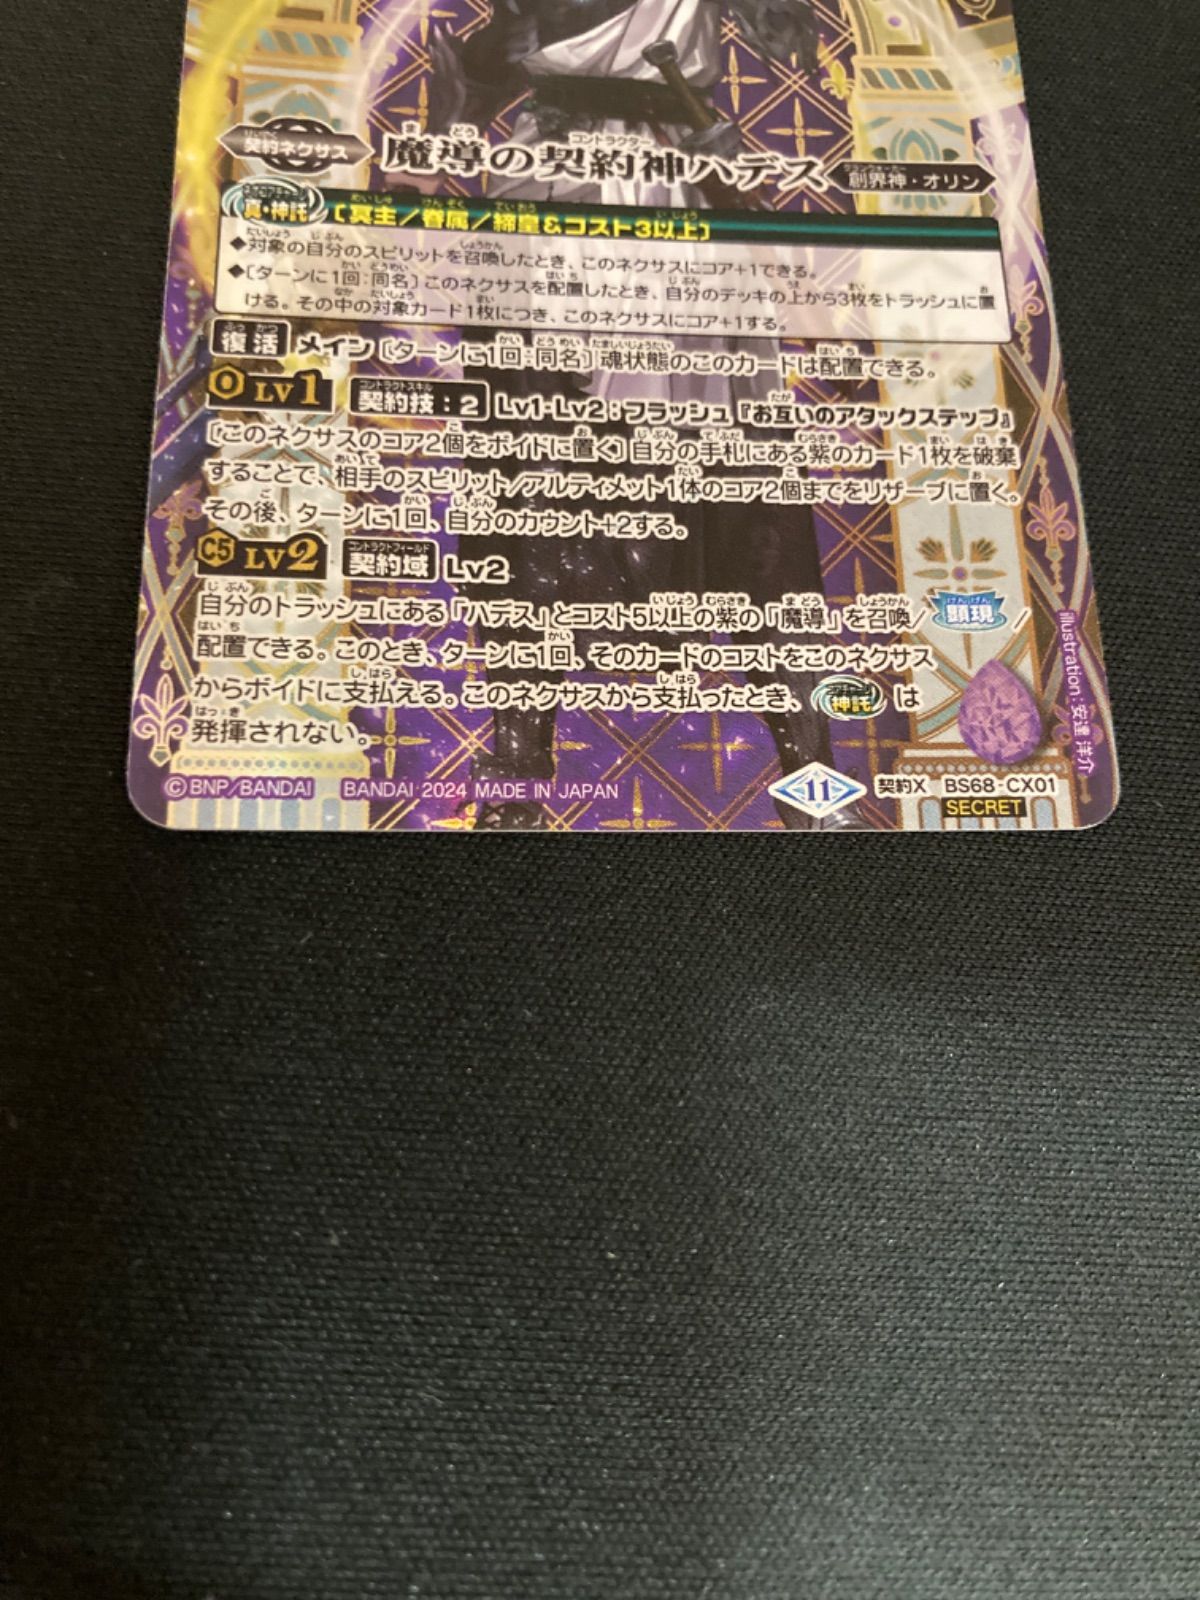 契約ネクサス 魔導の契約神ハデス 創界神・オリン
真・神託 〔冥主/眷属/締皇&コスト3以上〕
◆対象の自分のスピリットを召喚したとき、このネクサスにコア+1できる。
◆〔ターンに1回:同名〕このネクサスを配置したとき、自分のデッキの上から3枚をトラッシュに置
ける。その中の対象カード1枚につき、このネクサスにコア+1する。
復活 メイン〔ターンに1回:同名〕魂状態のこのカードは配置できる。
0 LV1 契約技:2 Lv1・Lv2:フラッシュ『お互いのアタックステップ』
〔このネクサスのコア2個をボイドに置く〕自分の手札にある紫のカード1枚を破棄
することで、相手のスピリット/アルティメット1体のコア2個までをリザーブに置く。
その後、ターンに1回、自分のカウント+2する。
C5 LV2 契約域 Lv2
自分のトラッシュにある「ハデス」とコスト5以上の紫の「魔導」を召喚/顕現/
配置できる。このとき、ターンに1回、そのカードのコストをこのネクサス
からボイドに支払える。このネクサスから支払ったとき、神託は
発揮されない。
illustration:安達 洋介
©BNP/BANDAI BANDAI 2024 MADE IN JAPAN 11 契約X BS68-CX01
SECRET